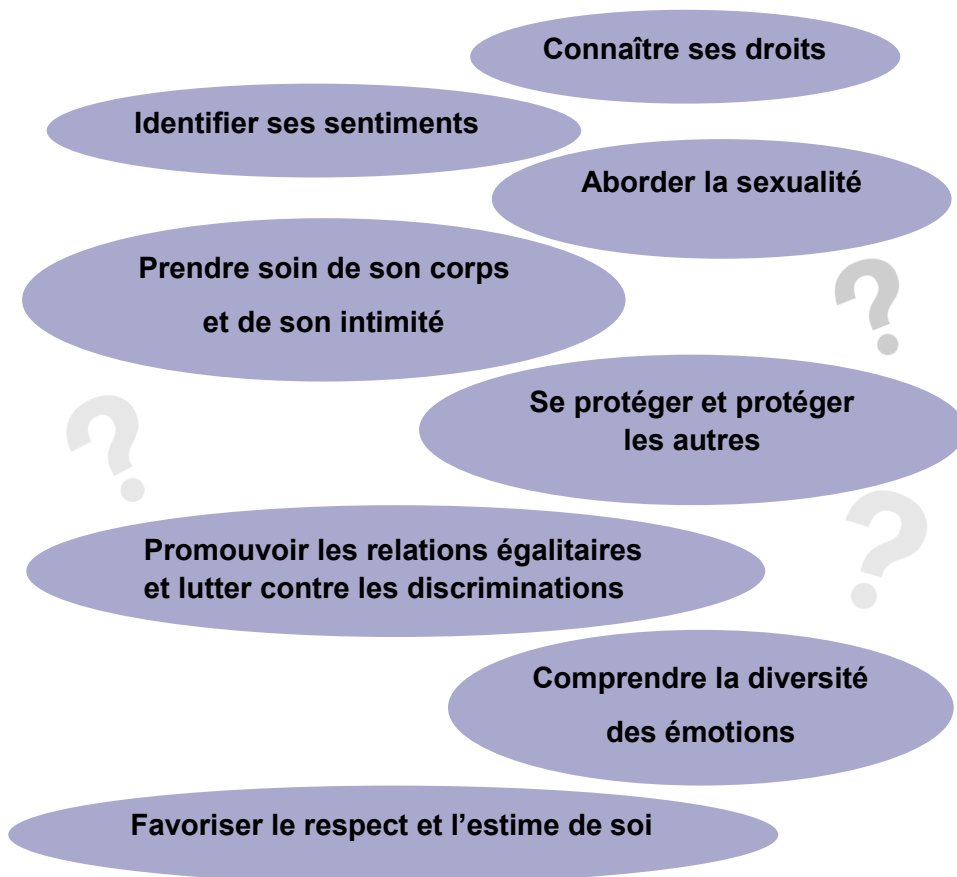 Connaître ses droits
Identifier ses sentiments
Aborder la sexualité
Prendre soin de son corps
et de son intimité
?
Se protéger et protéger
les autres
?
?
Promouvoir les relations égalitaires
et lutter contre les discriminations
Comprendre la diversité
des émotions
Favoriser le respect et l’estime de soi